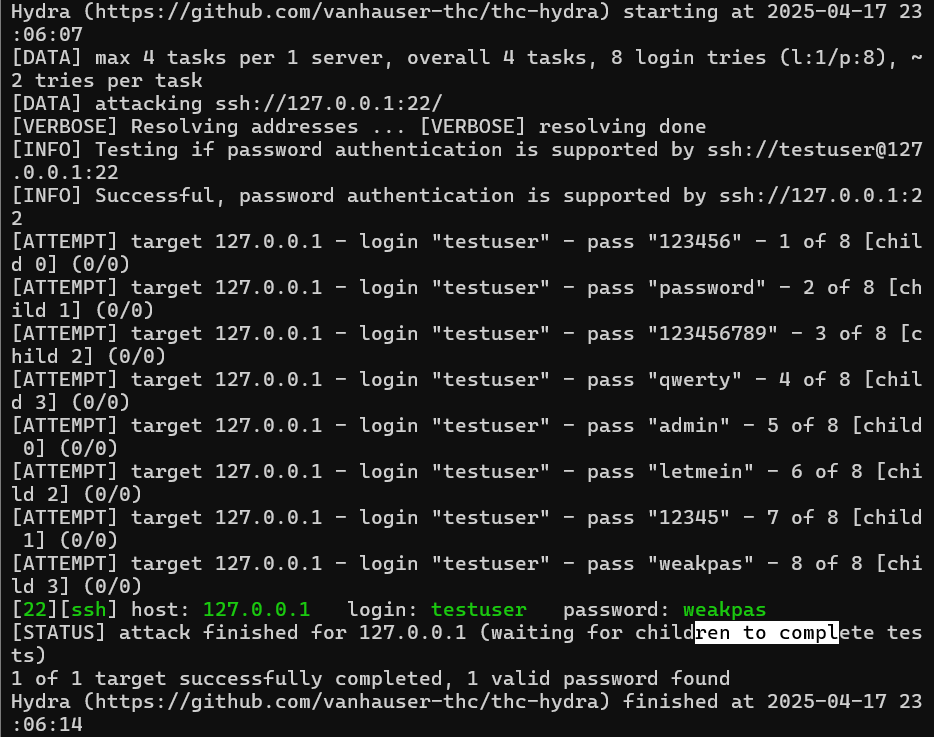 Hydra (https://github.com/vanhauser-thc/thc-hydra) starting at 2025-04-17 23
:06:07
[DATA] max 4 tasks per 1 server, overall 4 tasks, 8 login tries (l:1/p:8), ~
2 tries per task
[DATA] attacking ssh://127.0.0.1:22/
[VERBOSE] Resolving addresses ... [VERBOSE] resolving done
[INFO] Testing if password authentication is supported by ssh://testuser@127
.0.0.1:22
[INFO] Successful, password authentication is supported by ssh://127.0.0.1:2
2
[ATTEMPT] target 127.0.0.1 - login "testuser" - pass "123456" - 1 of 8 [chil
d 0] (0/0)
[ATTEMPT] target 127.0.0.1 - login "testuser" - pass "password" - 2 of 8 [ch
ild 1] (0/0)
[ATTEMPT] target 127.0.0.1 - login "testuser" - pass "123456789" - 3 of 8 [c
hild 2] (0/0)
[ATTEMPT] target 127.0.0.1 - login "testuser" - pass "qwerty" - 4 of 8 [chil
d 3] (0/0)
[ATTEMPT] target 127.0.0.1 - login "testuser" - pass "admin" - 5 of 8 [child
 0] (0/0)
[ATTEMPT] target 127.0.0.1 - login "testuser" - pass "letmein" - 6 of 8 [chi
ld 2] (0/0)
[ATTEMPT] target 127.0.0.1 - login "testuser" - pass "12345" - 7 of 8 [child
 1] (0/0)
[ATTEMPT] target 127.0.0.1 - login "testuser" - pass "weakpas" - 8 of 8 [chi
ld 3] (0/0)
[22][ssh] host: 127.0.0.1   login: testuser   password: weakpas
[STATUS] attack finished for 127.0.0.1 (waiting for children to complete tes
ts)
1 of 1 target successfully completed, 1 valid password found
Hydra (https://github.com/vanhauser-thc/thc-hydra) finished at 2025-04-17 23
:06:14